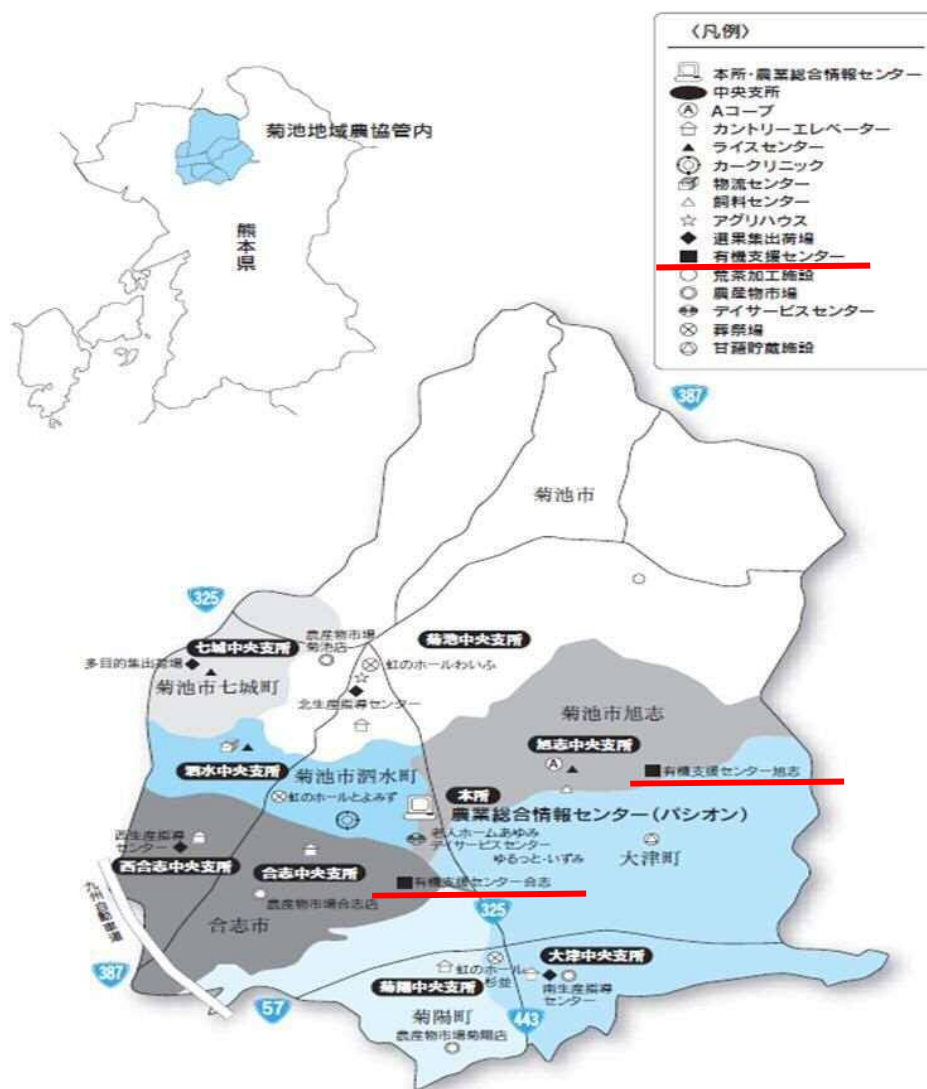 〈凡例〉
本所・農業総合情報センター
中央支所
Aコープ
カントリーエレベーター
ライスセンター
カークリニック
物流センター
飼料センター
アグリハウス
選果集出荷場
有機支援センター
荒茶加工施設
農産物市場
デイサービスセンター
葬祭場
甘藷貯蔵施設
菊池地域農協管内
熊本県
387
菊池市
325
七城中央支所
農産物市場
菊池店
菊池中央支所
多目的集出荷場
虹のホールわいふ
菊池市七城町
北生産指導センター
菊池市旭志
旭志中央支所
泗水中央支所
菊池市泗水町
有機支援センター旭志
虹のホールとよみず
本所
農業総合情報センター(パシオン)
老人ホームあゆみ
デイサービスセンター
ゆるっと・いずみ
大津町
西生産指導
センター
西合志中央支所
合志中央支所
有機支援センター合志
農産物市場合志店
合志市
九州自動車道
325
大津中央支所
387
57
虹のホール
杉並
菊陽中央支所
南生産指導
センター
菊陽町
443
農産物市場菊陽店